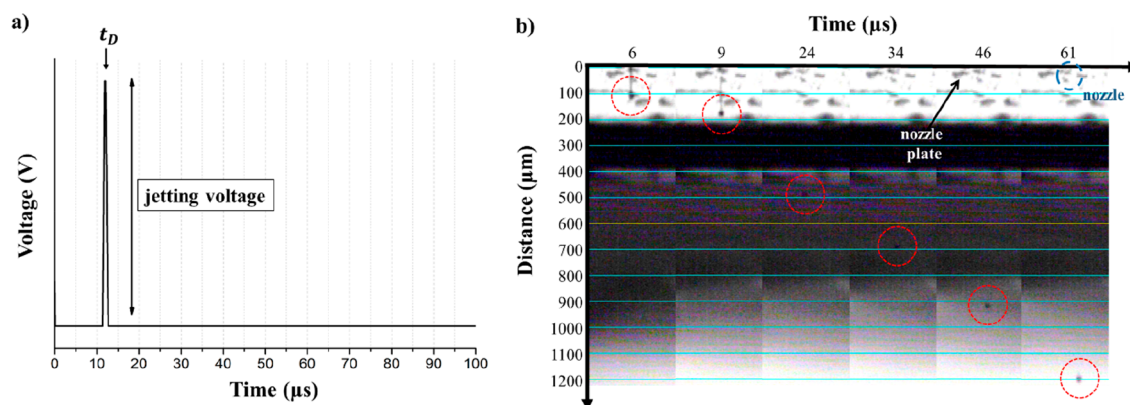 a)
t_D
Voltage (V)
jetting voltage
0 10 20 30 40 50 60 70 80 90 100
Time (µs)
b)
Time (µs)
6 9 24 34 46 61
Distance (µm)
0
100
200
300
400
500
600
700
800
900
1000
1100
1200
nozzle
nozzle
plate